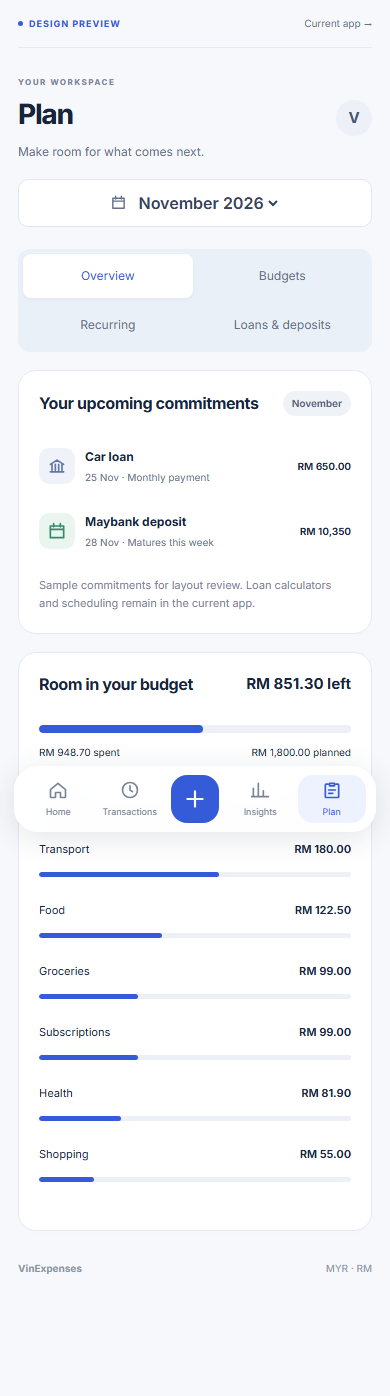 DESIGN PREVIEW
Current app →
YOUR WORKSPACE
Plan
V
Make room for what comes next.
November 2026
Overview
Budgets
Recurring
Loans & deposits
Your upcoming commitments
November
Car loan
25 Nov · Monthly payment
RM 650.00
Maybank deposit
28 Nov · Matures this week
RM 10,350
Sample commitments for layout review. Loan calculators
and scheduling remain in the current app.
Room in your budget
RM 851.30 left
RM 948.70 spent
RM 1,800.00 planned
Home
Transactions
Insights
Plan
Transport
RM 180.00
Food
RM 122.50
Groceries
RM 99.00
Subscriptions
RM 99.00
Health
RM 81.90
Shopping
RM 55.00
VinExpenses
MYR · RM